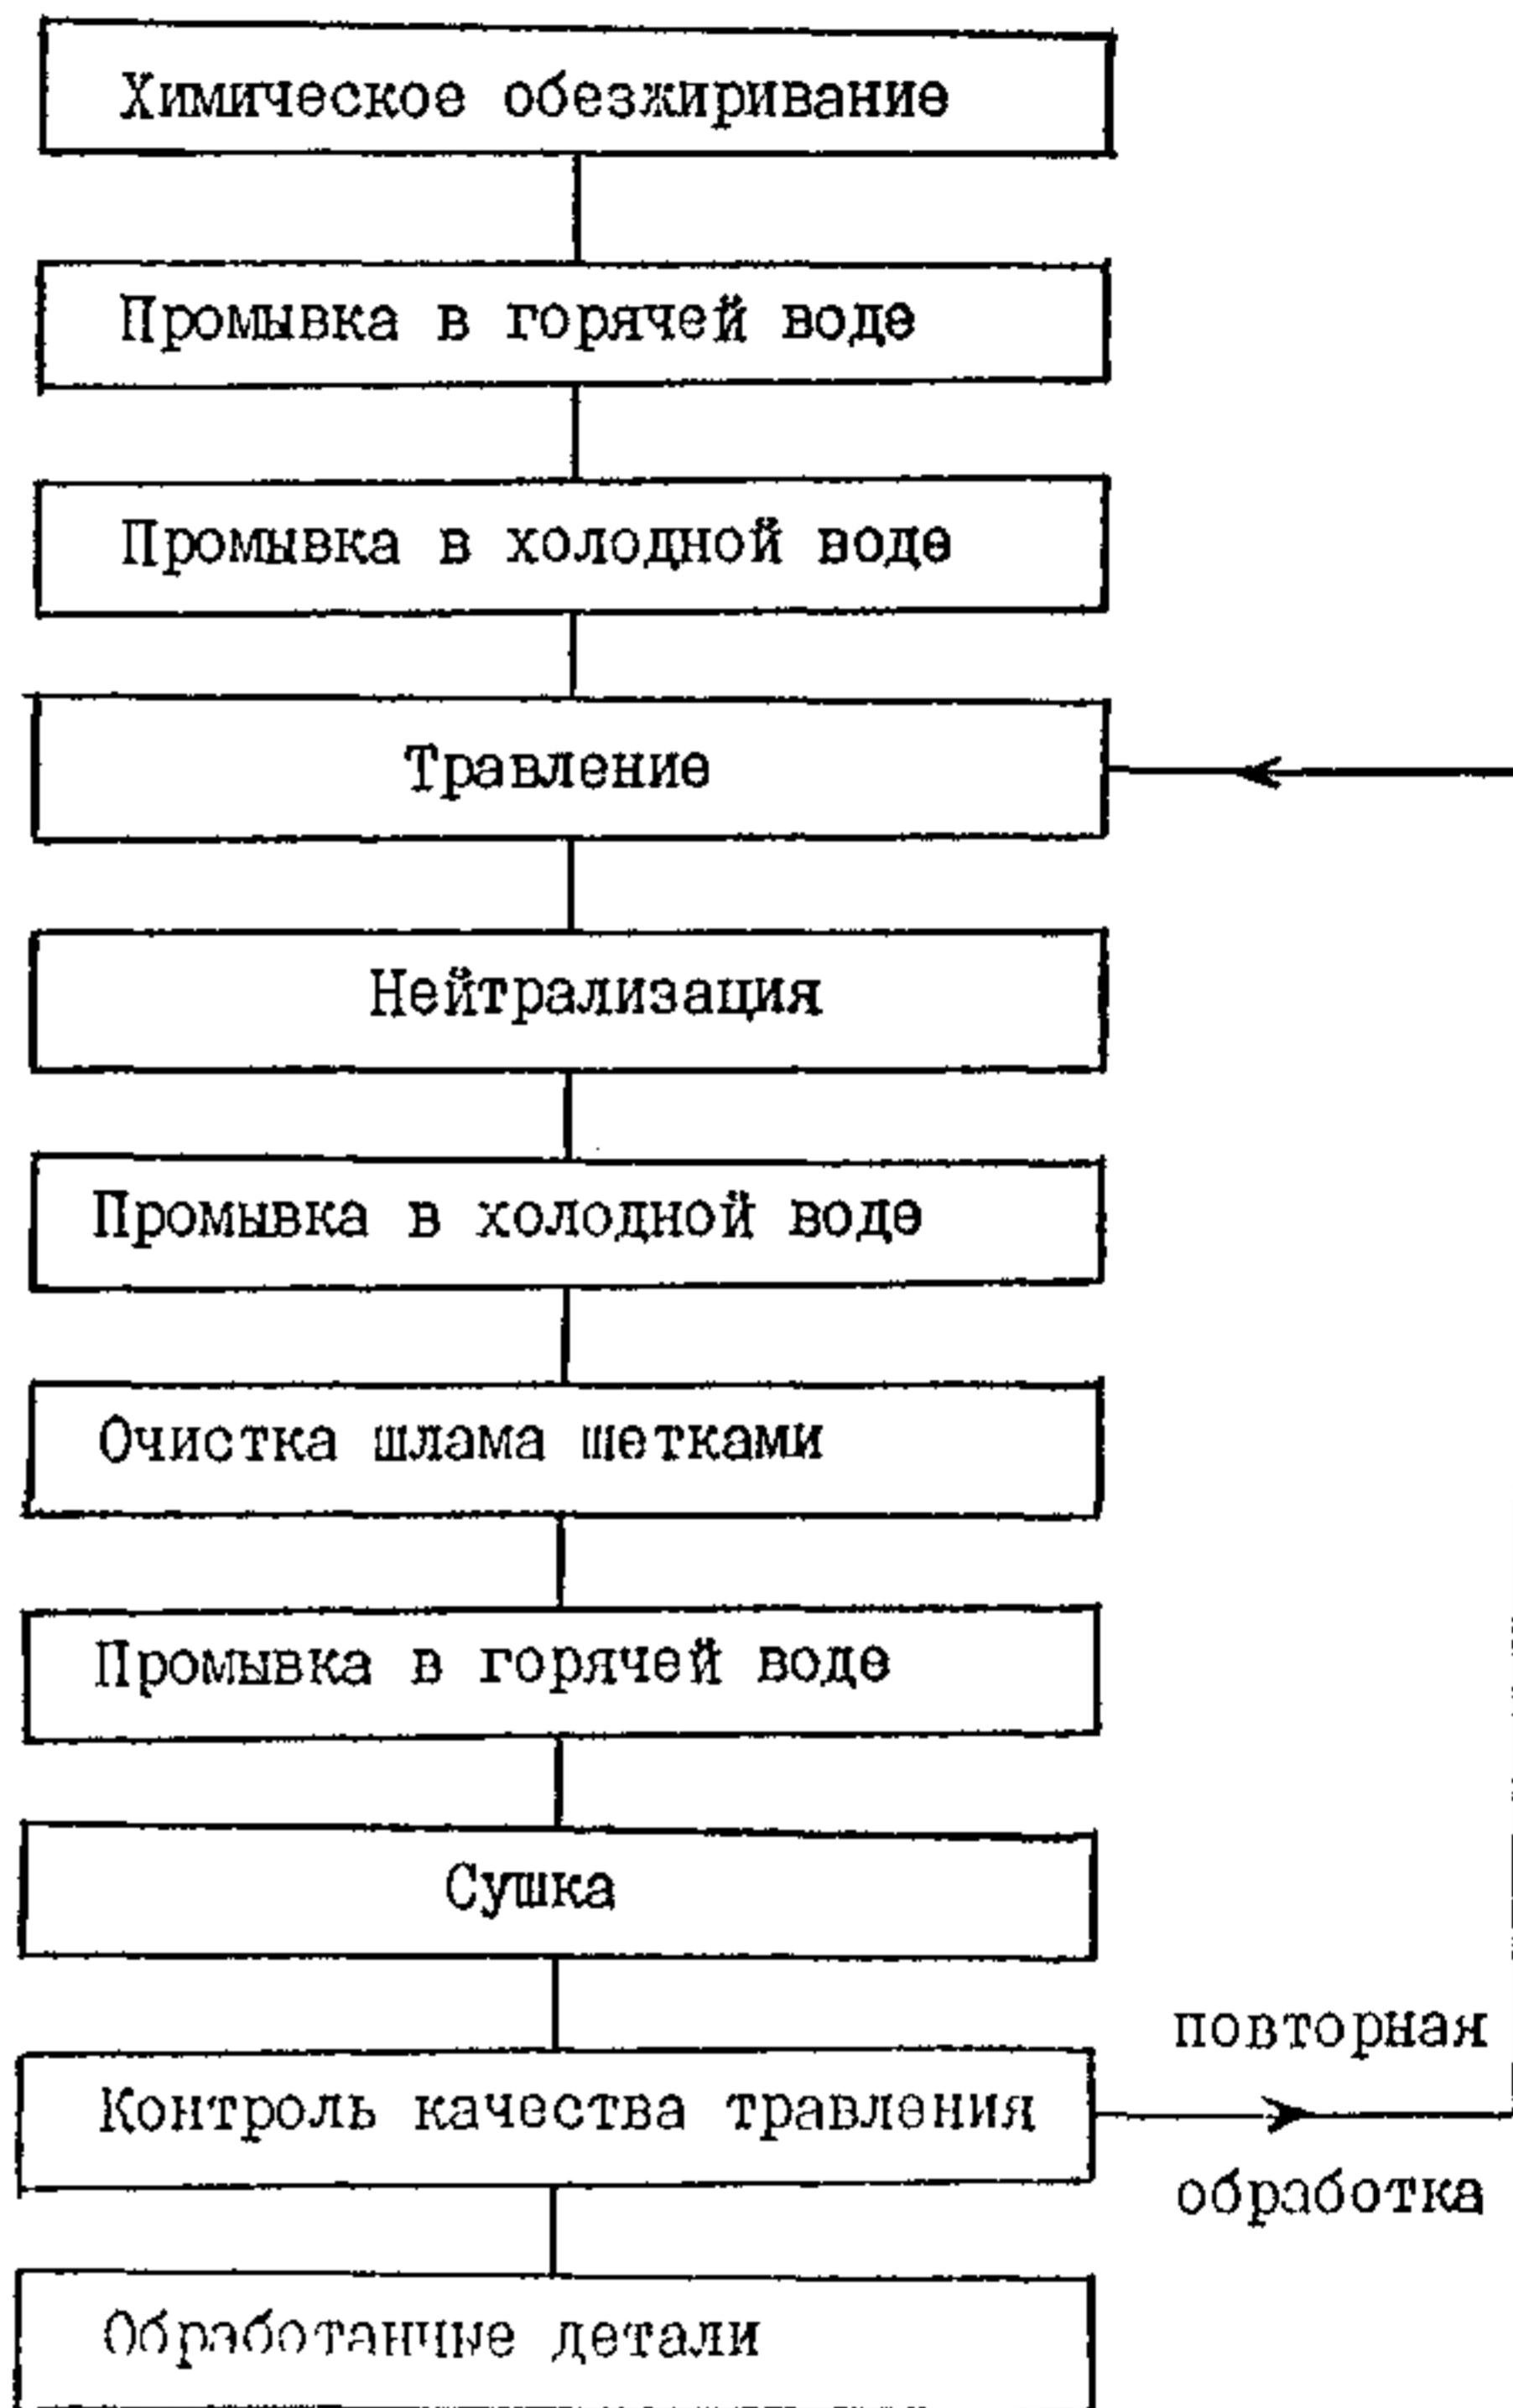 Химическое обезжиривание
Промывка в горячей воде
Промывка в холодной воде
Травление
Нейтрализация
Промывка в холодной воде
Очистка шлама щетками
Промывка в горячей воде
Сушка
повторная
Контроль качества травления
обработка
Обработанные детали